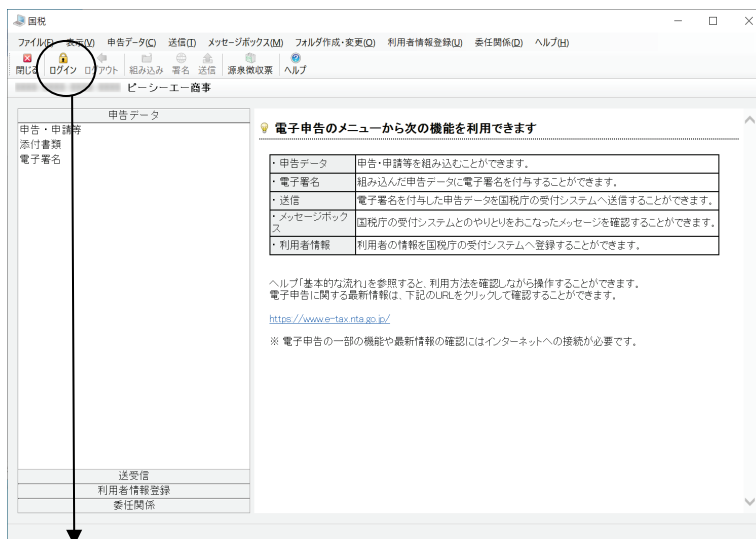 国税
ファイル(F) 表示(V) 申告データ(C) 送信(T) メッセージボックス(M) フォルダ作成・変更(O) 利用者情報登録(U) 委任関係(D) ヘルプ(H)
閉じる ログイン ログアウト 組み込み 署名 送信 源泉徴収票 ヘルプ
ピーシーエー商事
申告データ
申告・申請等
添付書類
電子署名
送受信
利用者情報登録
委任関係
電子申告のメニューから次の機能を利用できます
・申告データ 申告・申請等を組み込むことができます。
・電子署名 組み込んだ申告データに電子署名を付与することができます。
・送信 電子署名を付与した申告データを国税庁の受付システムへ送信することができます。
・メッセージボックス 国税庁の受付システムとのやりとりをおこなったメッセージを確認することができます。
・利用者情報 利用者の情報を国税庁の受付システムへ登録することができます。
ヘルプ「基本的な流れ」を参照すると、利用方法を確認しながら操作することができます。
電子申告に関する最新情報は、下記のURLをクリックして確認することができます。
https://www.e-tax.nta.go.jp/
※ 電子申告の一部の機能や最新情報の確認にはインターネットへの接続が必要です。